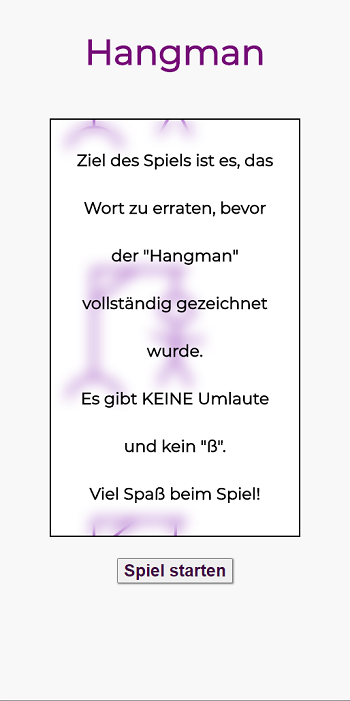 Hangman
Ziel des Spiels ist es, das
Wort zu erraten, bevor
der "Hangman"
vollständig gezeichnet
wurde.
Es gibt KEINE Umlaute
und kein "ß".
Viel Spaß beim Spiel!
Spiel starten